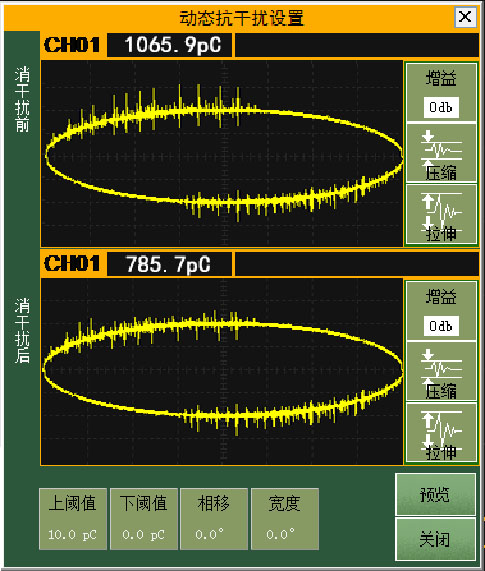 动态抗干扰设置
消干扰前
CH01 1065.9pC
增益
0db
压缩
拉伸
消干扰后
CH01 785.7pC
增益
0db
压缩
拉伸
上阈值 下阈值 相移 宽度
10.0 pC 0.0 pC 0.0° 0.0°
预览
关闭